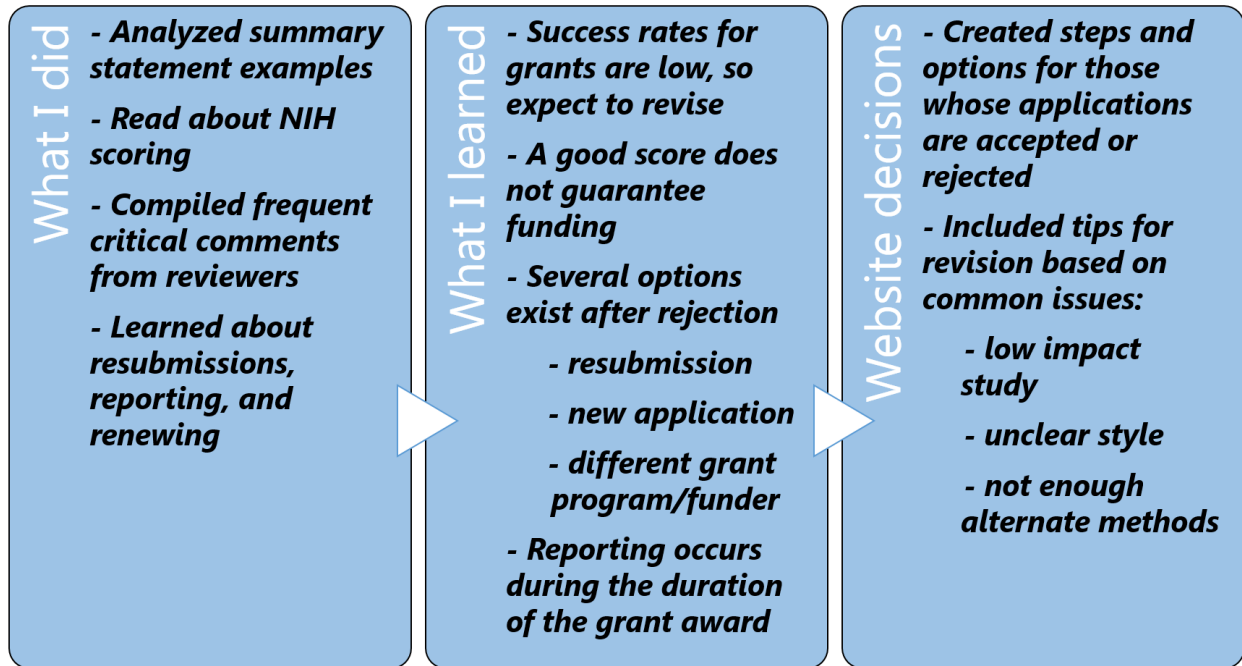 What I did
- Analyzed summary
statement examples
- Read about NIH
scoring
- Compiled frequent
critical comments
from reviewers
- Learned about
resubmissions,
reporting, and
renewing
What I learned
- Success rates for
grants are low, so
expect to revise
- A good score does
not guarantee
funding
- Several options
exist after rejection
- resubmission
- new application
- different grant
program/funder
- Reporting occurs
during the duration
of the grant award
Website decisions
- Created steps and
options for those
whose applications
are accepted or
rejected
- Included tips for
revision based on
common issues:
- low impact
study
- unclear style
- not enough
alternate methods